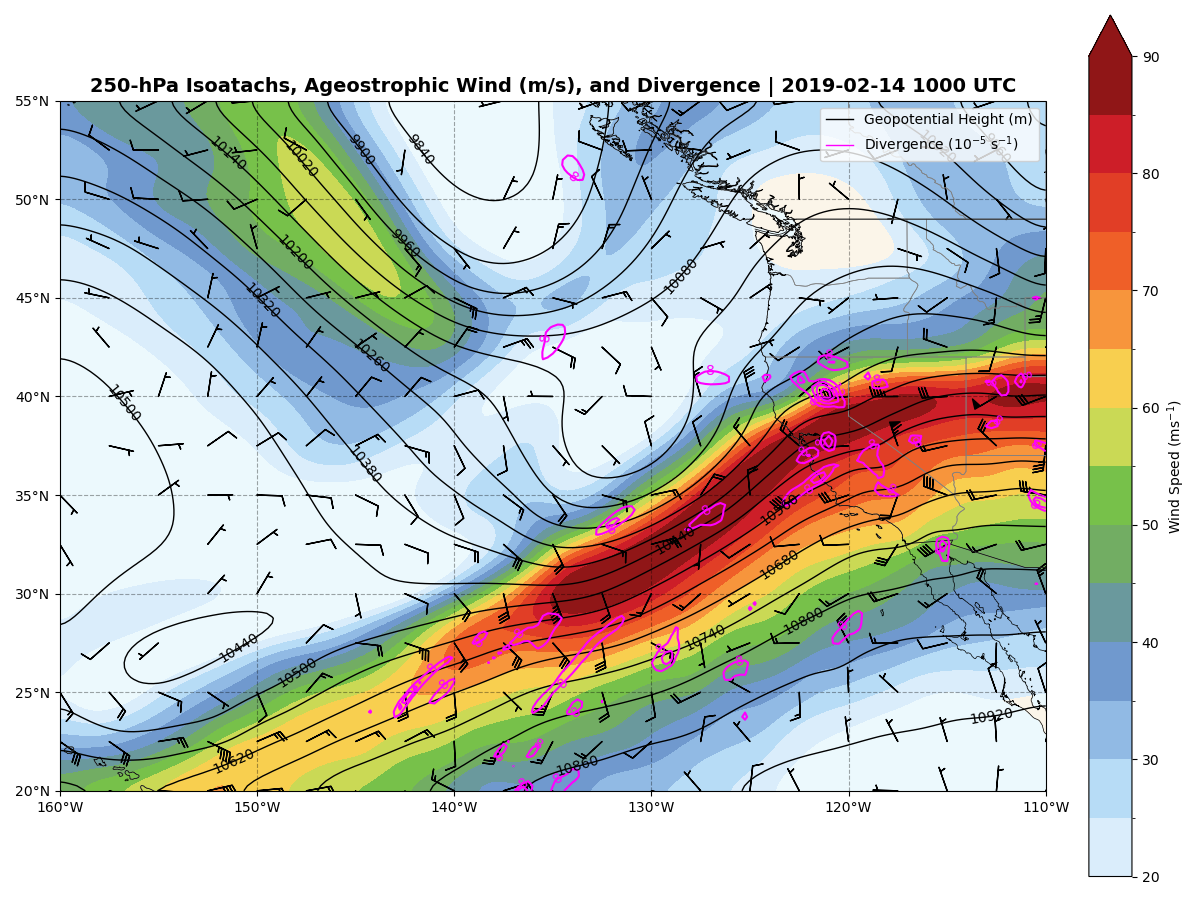 250-hPa Isoatachs, Ageostrophic Wind (m/s), and Divergence | 2019-02-14 1000 UTC
Geopotential Height (m)
Divergence (10⁻⁵ s⁻¹)
55°N
50°N
45°N
40°N
35°N
30°N
25°N
20°N
160°W
150°W
140°W
130°W
120°W
110°W
10140
10020
9900
9840
10200
9960
10320
10080
10260
10500
10380
10560
10440
10680
10440
10740
10800
10500
10620
10860
10920
8
8
90
80
70
60
50
40
30
20
Wind Speed (ms⁻¹)